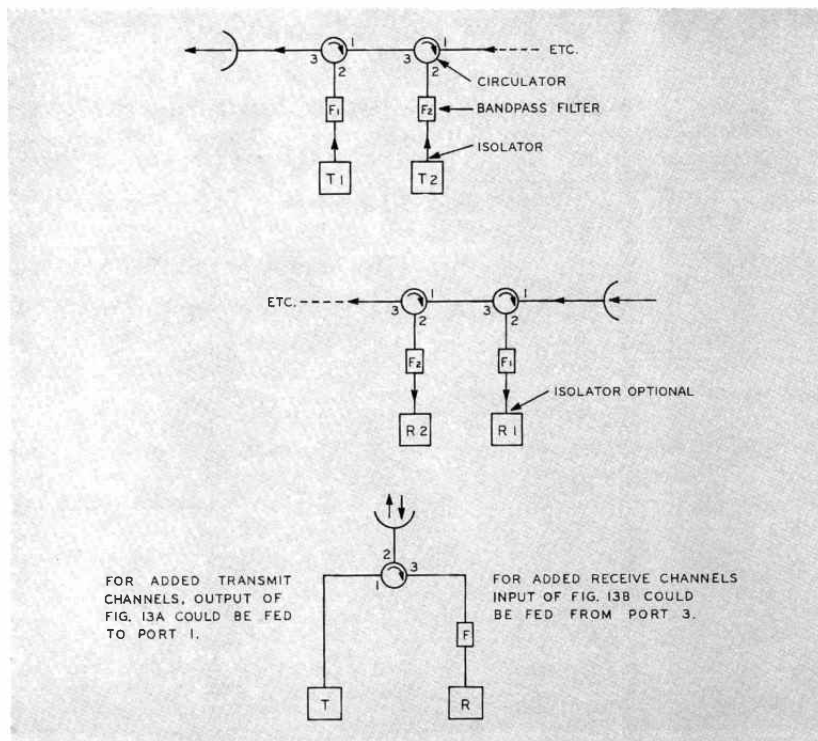 1
1
ETC.
3
3
2
2
CIRCULATOR
F1
F2
BANDPASS FILTER
ISOLATOR
T1
T2
ETC.
1
1
3
3
2
2
F2
F1
ISOLATOR OPTIONAL
R2
R1
2
3
1
FOR ADDED TRANSMIT
CHANNELS, OUTPUT OF
FIG. 13A COULD BE FED
TO PORT 1.
FOR ADDED RECEIVE CHANNELS
INPUT OF FIG. 13B COULD
BE FED FROM PORT 3.
F
T
R